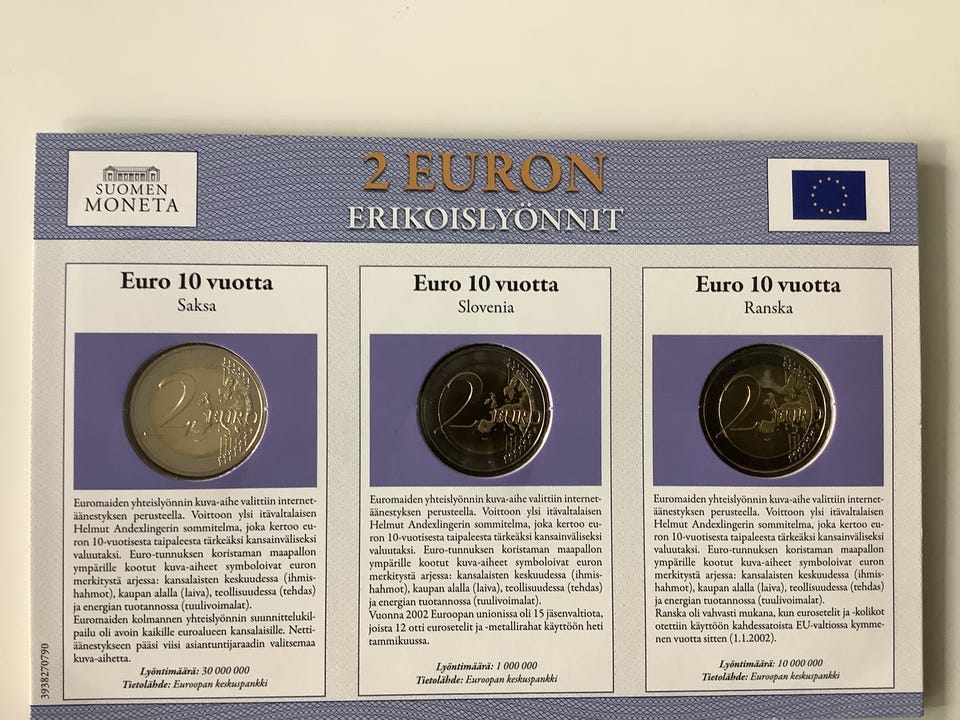 SUOMEN
MONETA
2 EURON
ERIKOISLYÖNNIT
Euro 10 vuotta
Saksa
2 EURO
Euromaiden yhteislyönnin kuva-aihe valittiin internet-
äänestyksen perusteella. Voittoon ylsi itävaltalaisen
Helmut Andexlingerin sommitelma, joka kertoo eu-
ron 10-vuotisesta taipaleesta tärkeäksi kansainväliseksi
valuutaksi. Euro-tunnuksen koristaman maapallon
ympärille kootut kuva-aiheet symboloivat euron
merkitystä arjessa: kansalaisten keskuudessa (ihmis-
hahmot), kaupan alalla (laiva), teollisuudessa (tehdas)
ja energian tuotannossa (tuulivoimalat).
Euromaiden kolmannen yhteislyönnin suunnittelukil-
pailu oli avoin kaikille euroalueen kansalaisille. Netti-
äänestykseen pääsi viisi asiantuntijaraadin valitsemaa
kuva-aihetta.
Lyöntimäärä: 30 000 000
Tietolähde: Euroopan keskuspankki
Euro 10 vuotta
Slovenia
2 EURO
Euromaiden yhteislyönnin kuva-aihe valittiin internet-
äänestyksen perusteella. Voittoon ylsi itävaltalaisen
Helmut Andexlingerin sommitelma, joka kertoo eu-
ron 10-vuotisesta taipaleesta tärkeäksi kansainväliseksi
valuutaksi. Euro-tunnuksen koristaman maapallon
ympärille kootut kuva-aiheet symboloivat euron
merkitystä arjessa: kansalaisten keskuudessa (ihmis-
hahmot), kaupan alalla (laiva), teollisuudessa (tehdas)
ja energian tuotannossa (tuulivoimalat).
Vuonna 2002 Euroopan unionissa oli 15 jäsenvaltiota,
joista 12 otti eurosetelit ja -metallirahat käyttöön heti
tammikuussa.
Lyöntimäärä: 1 000 000
Tietolähde: Euroopan keskuspankki
Euro 10 vuotta
Ranska
2 EURO
Euromaiden yhteislyönnin kuva-aihe valittiin internet-
äänestyksen perusteella. Voittoon ylsi itävaltalaisen
Helmut Andexlingerin sommitelma, joka kertoo eu-
ron 10-vuotisesta taipaleesta tärkeäksi kansainväliseksi
valuutaksi. Euro-tunnuksen koristaman maapallon
ympärille kootut kuva-aiheet symboloivat euron
merkitystä arjessa: kansalaisten keskuudessa (ihmis-
hahmot), kaupan alalla (laiva), teollisuudessa (tehdas)
ja energian tuotannossa (tuulivoimalat).
Ranska oli vahvasti mukana, kun eurosetelit ja -kolikot
otettiin käyttöön kahdessatoista EU-valtiossa kymme-
nen vuotta sitten (1.1.2002).
Lyöntimäärä: 10 000 000
Tietolähde: Euroopan keskuspankki
3938270790